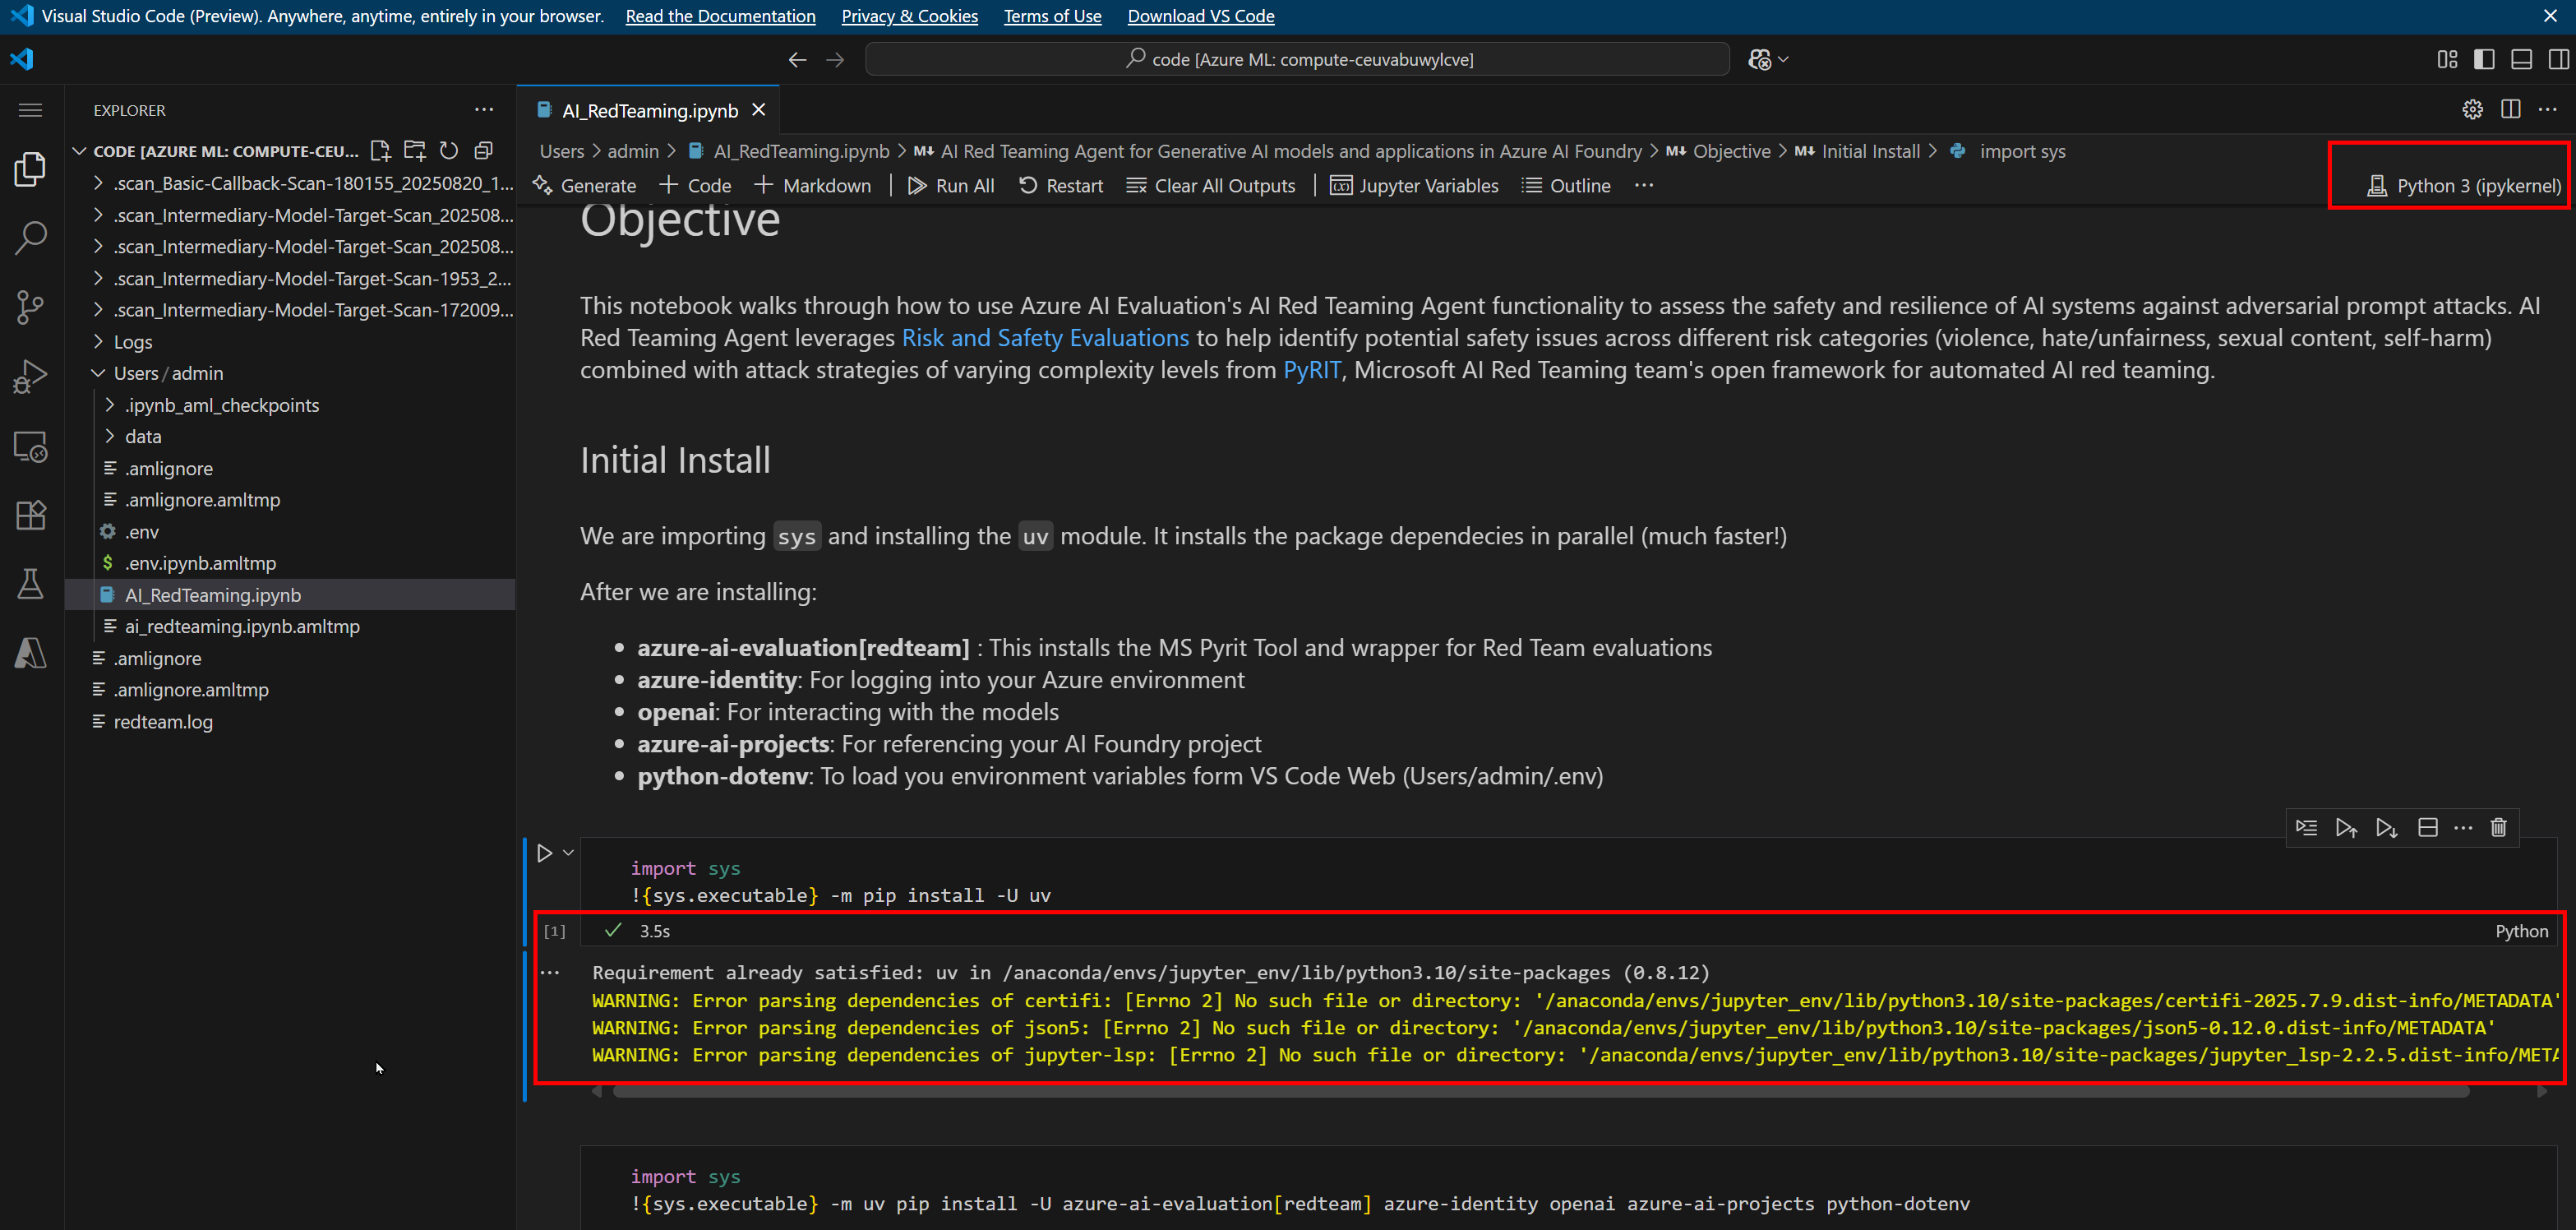 Visual Studio Code (Preview). Anywhere, anytime, entirely in your browser. Read the Documentation Privacy & Cookies Terms of Use Download VS Code
code [Azure ML: compute-ceuvabuwylcve]
EXPLORER
CODE [AZURE ML: COMPUTE-CEU...
.scan_Basic-Callback-Scan-180155_20250820_1...
.scan_Intermediary-Model-Target-Scan_202508...
.scan_Intermediary-Model-Target-Scan_202508...
.scan_Intermediary-Model-Target-Scan-1953_2...
.scan_Intermediary-Model-Target-Scan-172009...
Logs
Users / admin
.ipynb_aml_checkpoints
data
.amlignore
.amlignore.amltmp
.env
.env.ipynb.amltmp
AI_RedTeaming.ipynb
ai_redteaming.ipynb.amltmp
.amlignore
.amlignore.amltmp
redteam.log
AI_RedTeaming.ipynb
Users > admin > AI_RedTeaming.ipynb > M↓ AI Red Teaming Agent for Generative AI models and applications in Azure AI Foundry > M↓ Objective > M↓ Initial Install > import sys
Generate + Code + Markdown Run All Restart Clear All Outputs Jupyter Variables Outline ...
Python 3 (ipykernel)
Objective
This notebook walks through how to use Azure AI Evaluation's AI Red Teaming Agent functionality to assess the safety and resilience of AI systems against adversarial prompt attacks. AI
Red Teaming Agent leverages Risk and Safety Evaluations to help identify potential safety issues across different risk categories (violence, hate/unfairness, sexual content, self-harm)
combined with attack strategies of varying complexity levels from PyRIT, Microsoft AI Red Teaming team's open framework for automated AI red teaming.
Initial Install
We are importing sys and installing the uv module. It installs the package dependecies in parallel (much faster!)
After we are installing:
• azure-ai-evaluation[redteam] : This installs the MS Pyrit Tool and wrapper for Red Team evaluations
• azure-identity: For logging into your Azure environment
• openai: For interacting with the models
• azure-ai-projects: For referencing your AI Foundry project
• python-dotenv: To load you environment variables form VS Code Web (Users/admin/.env)
import sys
!{sys.executable} -m pip install -U uv
[1] ✓ 3.5s Python
Requirement already satisfied: uv in /anaconda/envs/jupyter_env/lib/python3.10/site-packages (0.8.12)
WARNING: Error parsing dependencies of certifi: [Errno 2] No such file or directory: '/anaconda/envs/jupyter_env/lib/python3.10/site-packages/certifi-2025.7.9.dist-info/METADATA'
WARNING: Error parsing dependencies of json5: [Errno 2] No such file or directory: '/anaconda/envs/jupyter_env/lib/python3.10/site-packages/json5-0.12.0.dist-info/METADATA'
WARNING: Error parsing dependencies of jupyter-lsp: [Errno 2] No such file or directory: '/anaconda/envs/jupyter_env/lib/python3.10/site-packages/jupyter_lsp-2.2.5.dist-info/META
import sys
!{sys.executable} -m uv pip install -U azure-ai-evaluation[redteam] azure-identity openai azure-ai-projects python-dotenv